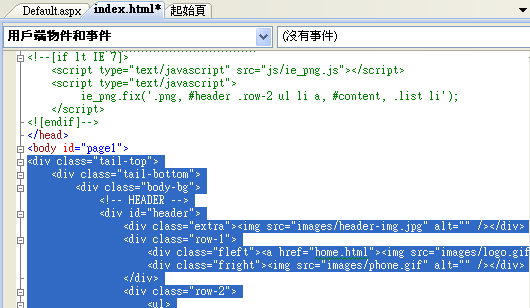 Default.aspx index.html* 起始頁
用戶端物件和事件 (沒有事件)
<!--[if lt IE 7]>
<script type="text/javascript" src="js/ie_png.js"></script>
<script type="text/javascript">
ie_png.fix('.png, #header .row-2 ul li a, #content, .list li');
</script>
<![endif]-->
</head>
<body id="page1">
<div class="tail-top">
<div class="tail-bottom">
<div class="body-bg">
<!-- HEADER -->
<div id="header">
<div class="extra"><img src="images/header-img.jpg" alt="" /></div>
<div class="row-1">
<div class="fleft"><a href="home.html"><img src="images/logo.gif
<div class="fright"><img src="images/phone.gif" alt="" /></div>
</div>
<div class="row-2">
<ul>